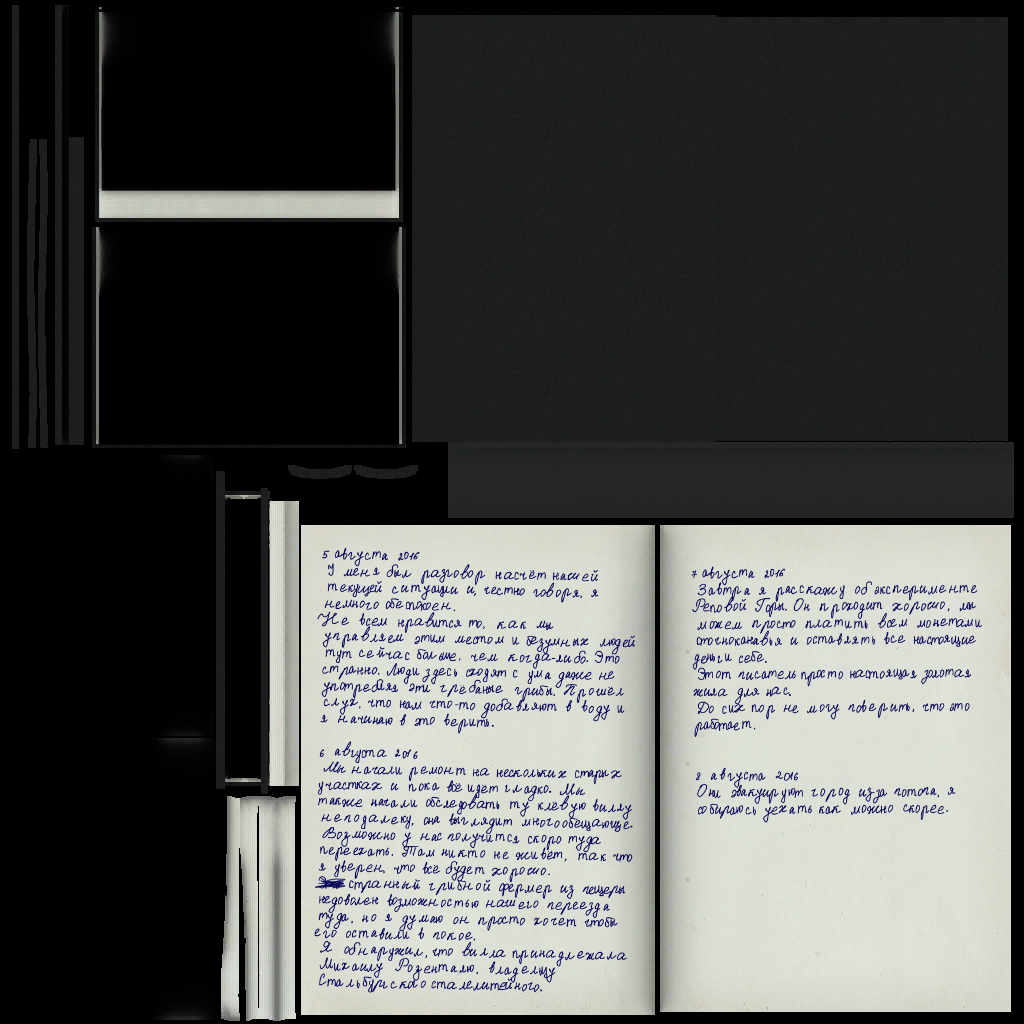 5 августа 2016
У меня был разговор насчёт нашей
текущей ситуации и, честно говоря, я
немного обеспокоен.
Не всем нравится то, как мы
управляем этим местом и безумных людей
тут сейчас больше, чем когда-либо. Это
странно. Люди здесь сходят с ума даже не
употребляя эти грёбаные грибы. Прошёл
слух, что нам что-то добавляют в воду и
я начинаю в это верить.
6 августа 2016
Мы начали ремонт на нескольких старых
участках и пока всё идет гладко. Мы
также начали обследовать ту клёвую виллу
неподалеку, она выглядит многообещающе.
Возможно у нас получится скоро туда
переехать. Там никто не живёт, так что
я уверен, что всё будет хорошо.
странный грибной фермер из пещеры
недоволен возможностью нашего переезда
туда, но я думаю он просто хочет чтобы
его оставили в покое.
Я обнаружил, что вилла принадлежала
Михаилу Розенталю, владельцу
Стальбургского сталелитейного.
7 августа 2016
Завтра я расскажу об эксперименте
Реповой Горы. Он проходит хорошо, мы
можем просто платить всем монетами
сточноканавья и оставлять все настоящие
деньги себе.
Этот писатель просто настоящая золотая
жила для нас.
До сих пор не могу поверить, что это
работает.
8 августа 2016
Они эвакуируют город изза потопа, я
собираюсь уехать как можно скорее.